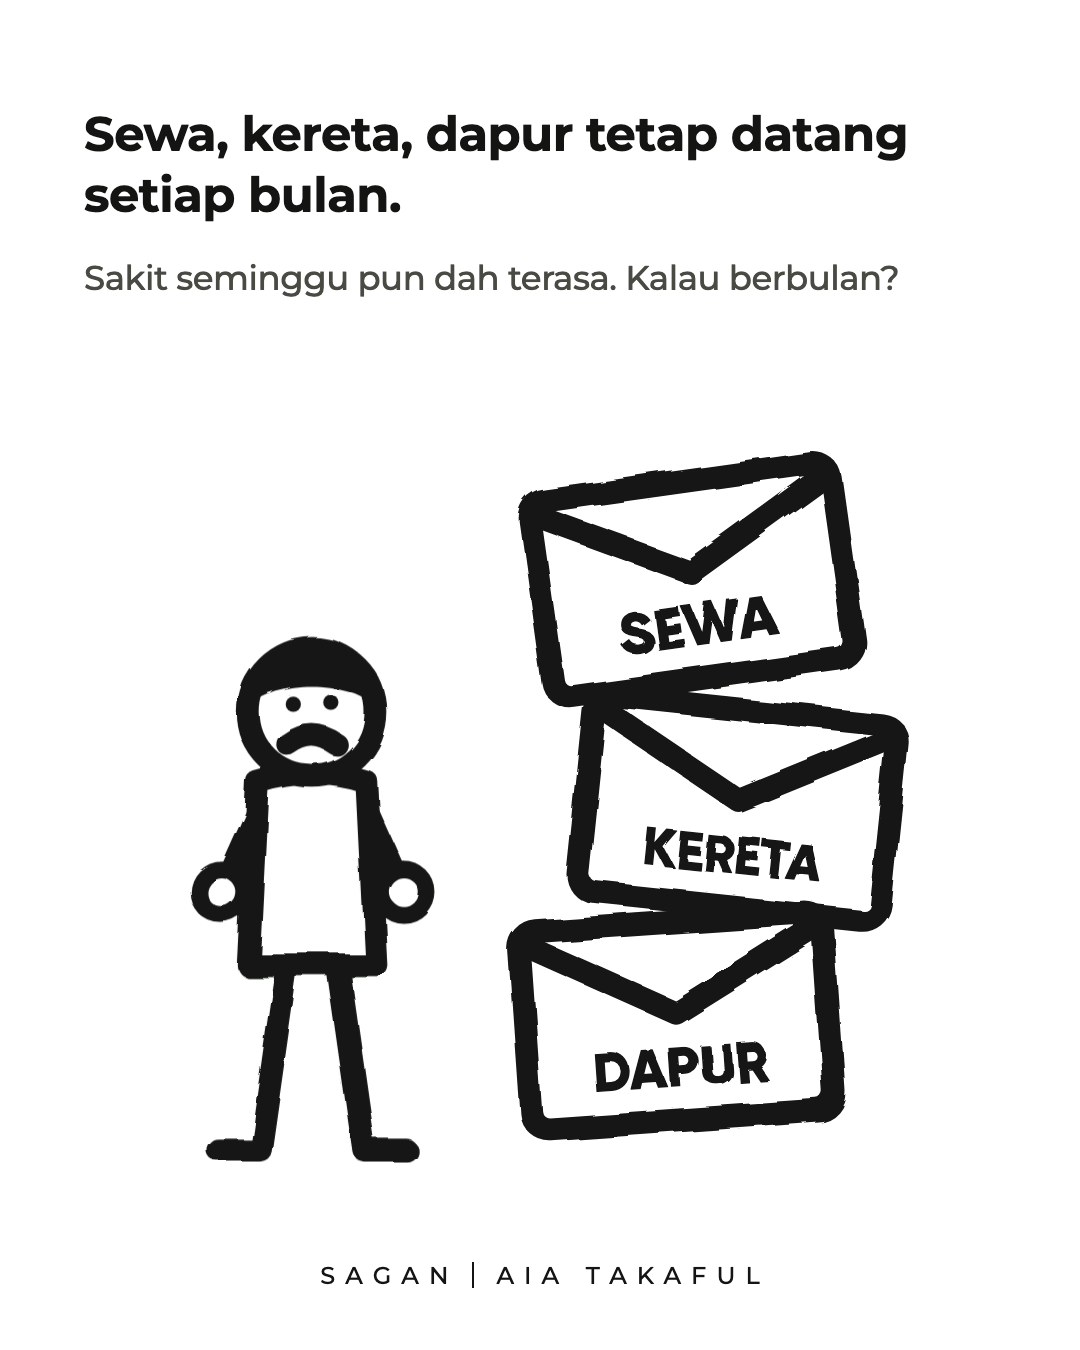 Sewa, kereta, dapur tetap datang
setiap bulan.
Sakit seminggu pun dah terasa. Kalau berbulan?
SEWA
KERETA
DAPUR
SAGAN | AIA TAKAFUL